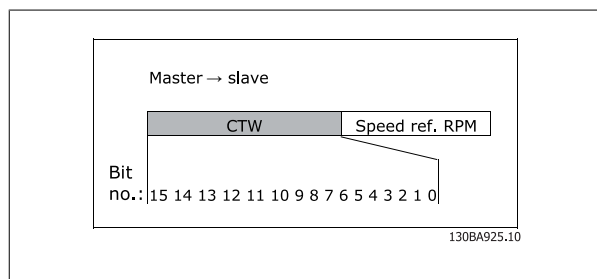 Master → slave
CTW Speed ref. RPM
Bit
no.: 15 14 13 12 11 10 9 8 7 6 5 4 3 2 1 0
130BA925.10